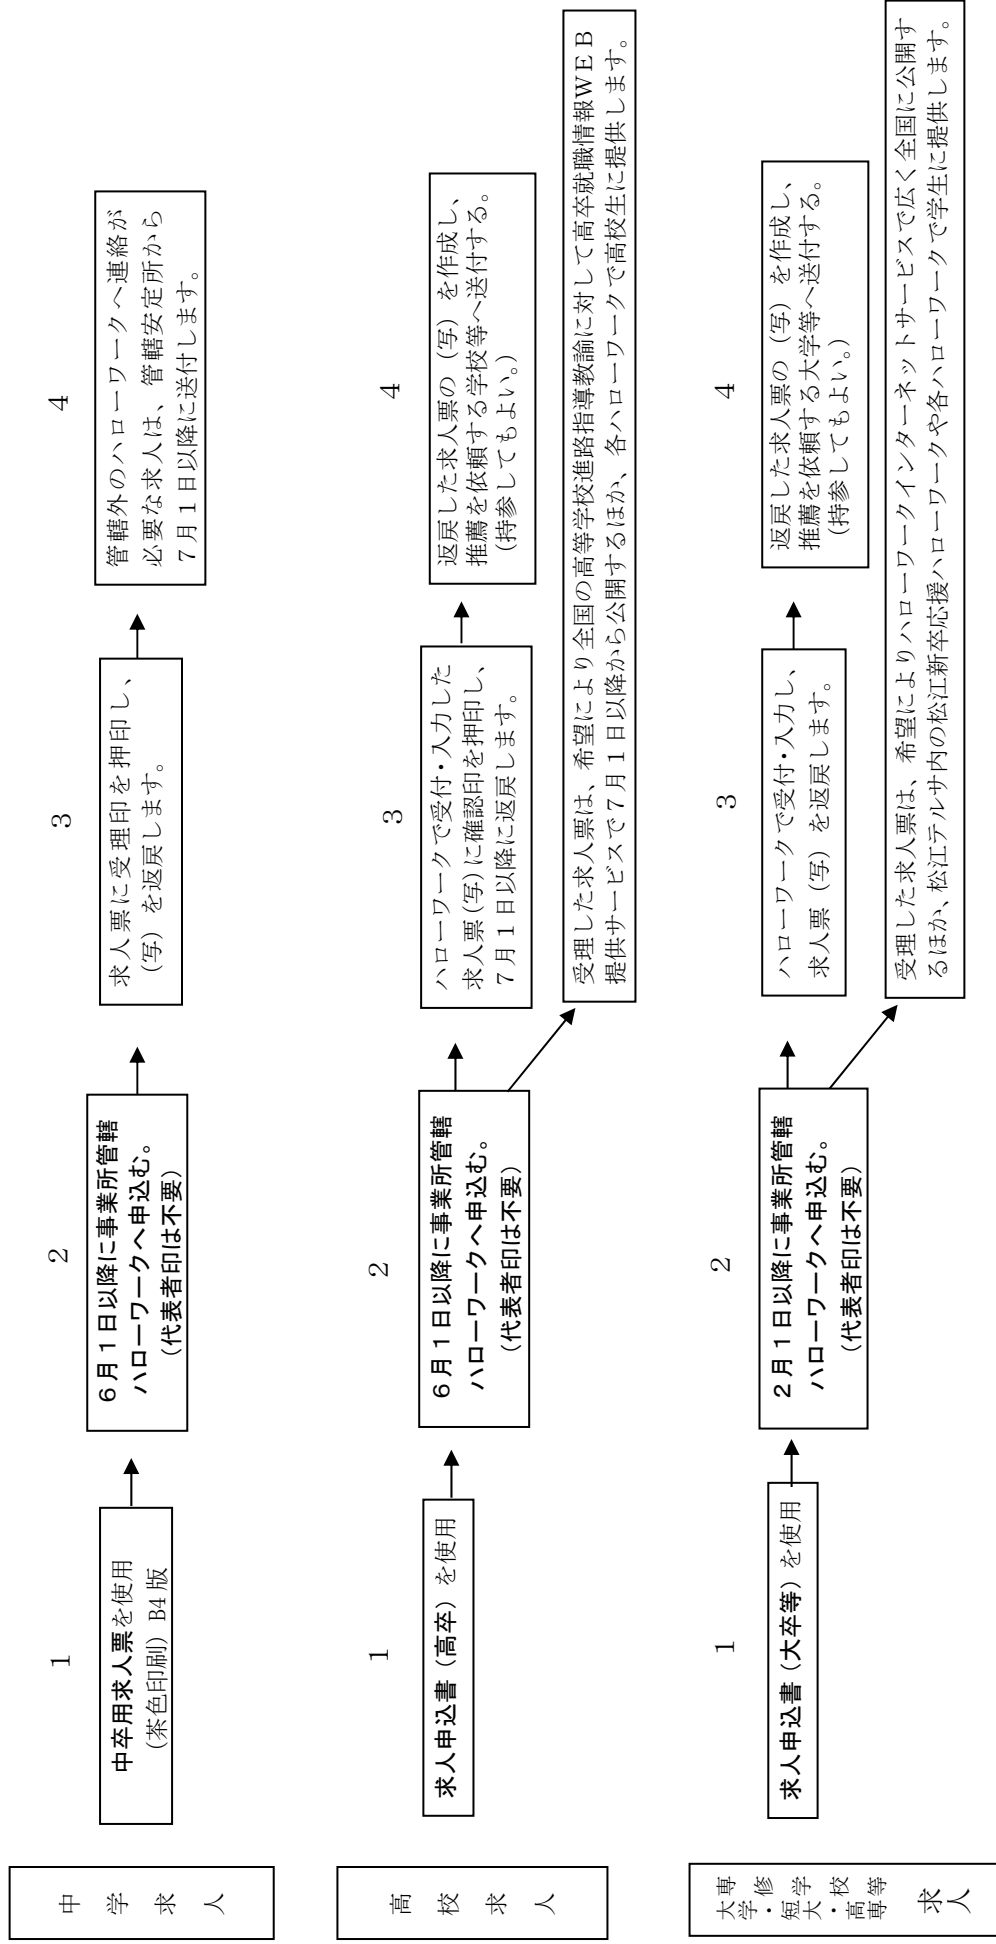 中学求人
1
中卒用求人票を使用
(茶色印刷) B4版
2
6月1日以降に事業所管轄
ハローワークへ申込む。
(代表者印は不要)
3
求人票に受理印を押印し、
(写) を返戻します。
4
管轄外のハローワークへ連絡が
必要な求人は、管轄安定所から
7月1日以降に送付します。
高校求人
1
求人申込書(高卒)を使用
2
6月1日以降に事業所管轄
ハローワークへ申込む。
(代表者印は不要)
3
ハローワークで受付・入力した
求人票(写)に確認印を押印し、
7月1日以降に返戻します。
4
返戻した求人票の(写)を作成し、
推薦を依頼する学校等へ送付する。
(持参してもよい。)
受理した求人票は、希望により全国の高等学校進路指導教諭に対して高卒就職情報WEB
提供サービスで7月1日以降から公開するほか、各ハローワークで高校生に提供します。
大学・短大・高専
専修学校等
求人
1
求人申込書(大卒等)を使用
2
2月1日以降に事業所管轄
ハローワークへ申込む。
(代表者印は不要)
3
ハローワークで受付・入力し、
求人票(写)を返戻します。
4
返戻した求人票の(写)を作成し、
推薦を依頼する大学等へ送付する。
(持参してもよい。)
受理した求人票は、希望によりハローワークインターネットサービスで広く全国に公開す
るほか、松江テルサ内の松江新卒応援ハローワークや各ハローワークで学生に提供します。